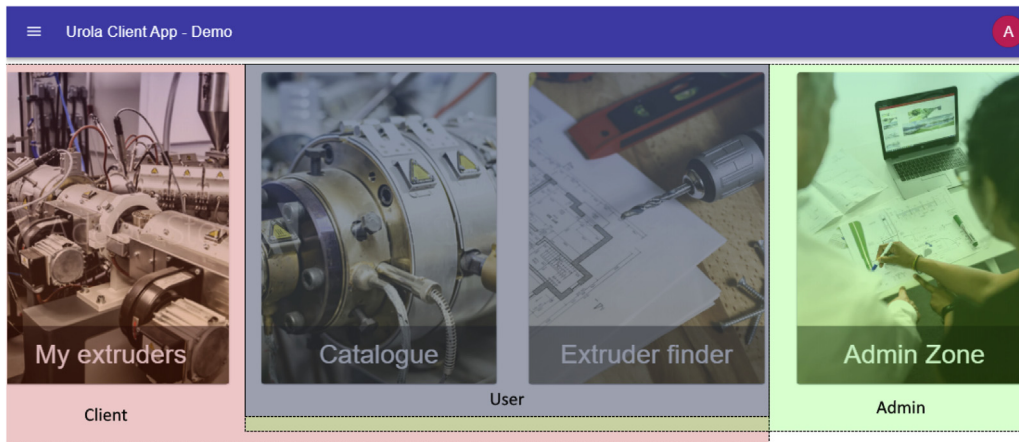 Urola Client App - Demo
A
My extruders
Catalogue
Extruder finder
Admin Zone
Client
User
Admin